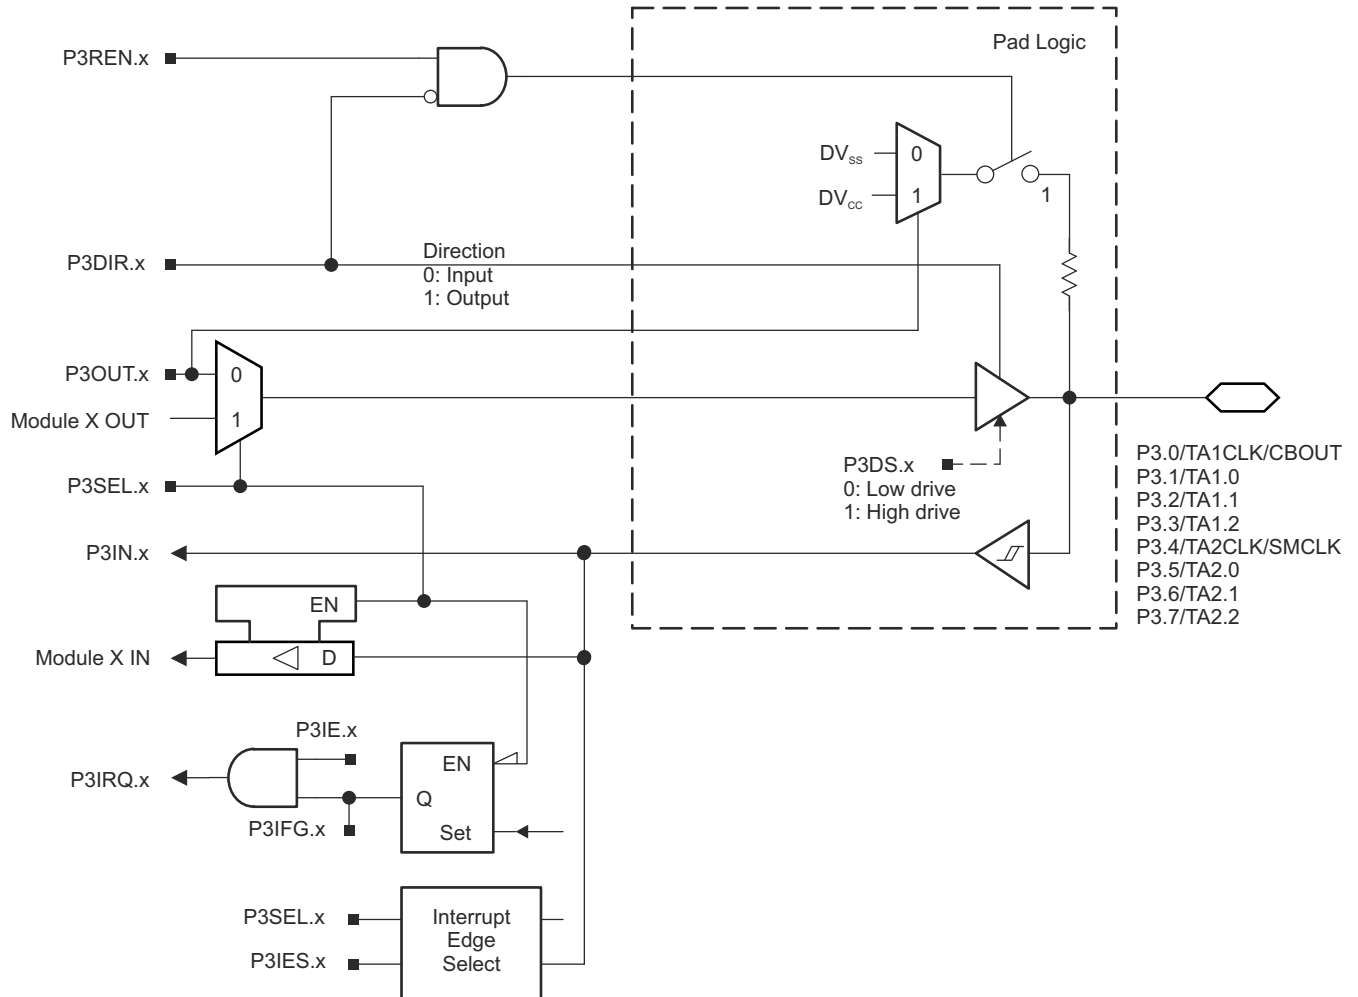 Pad Logic
P3REN.x
DVSS
0
DVCC
1
1
P3DIR.x
Direction
0: Input
1: Output
P3OUT.x
0
Module X OUT
1
P3DS.x
0: Low drive
1: High drive
P3SEL.x
P3.0/TA1CLK/CBOUT
P3.1/TA1.0
P3.2/TA1.1
P3.3/TA1.2
P3.4/TA2CLK/SMCLK
P3.5/TA2.0
P3.6/TA2.1
P3.7/TA2.2
P3IN.x
EN
Module X IN
D
P3IE.x
P3IRQ.x
EN
Q
P3IFG.x
Set
P3SEL.x
P3IES.x
Interrupt
Edge
Select